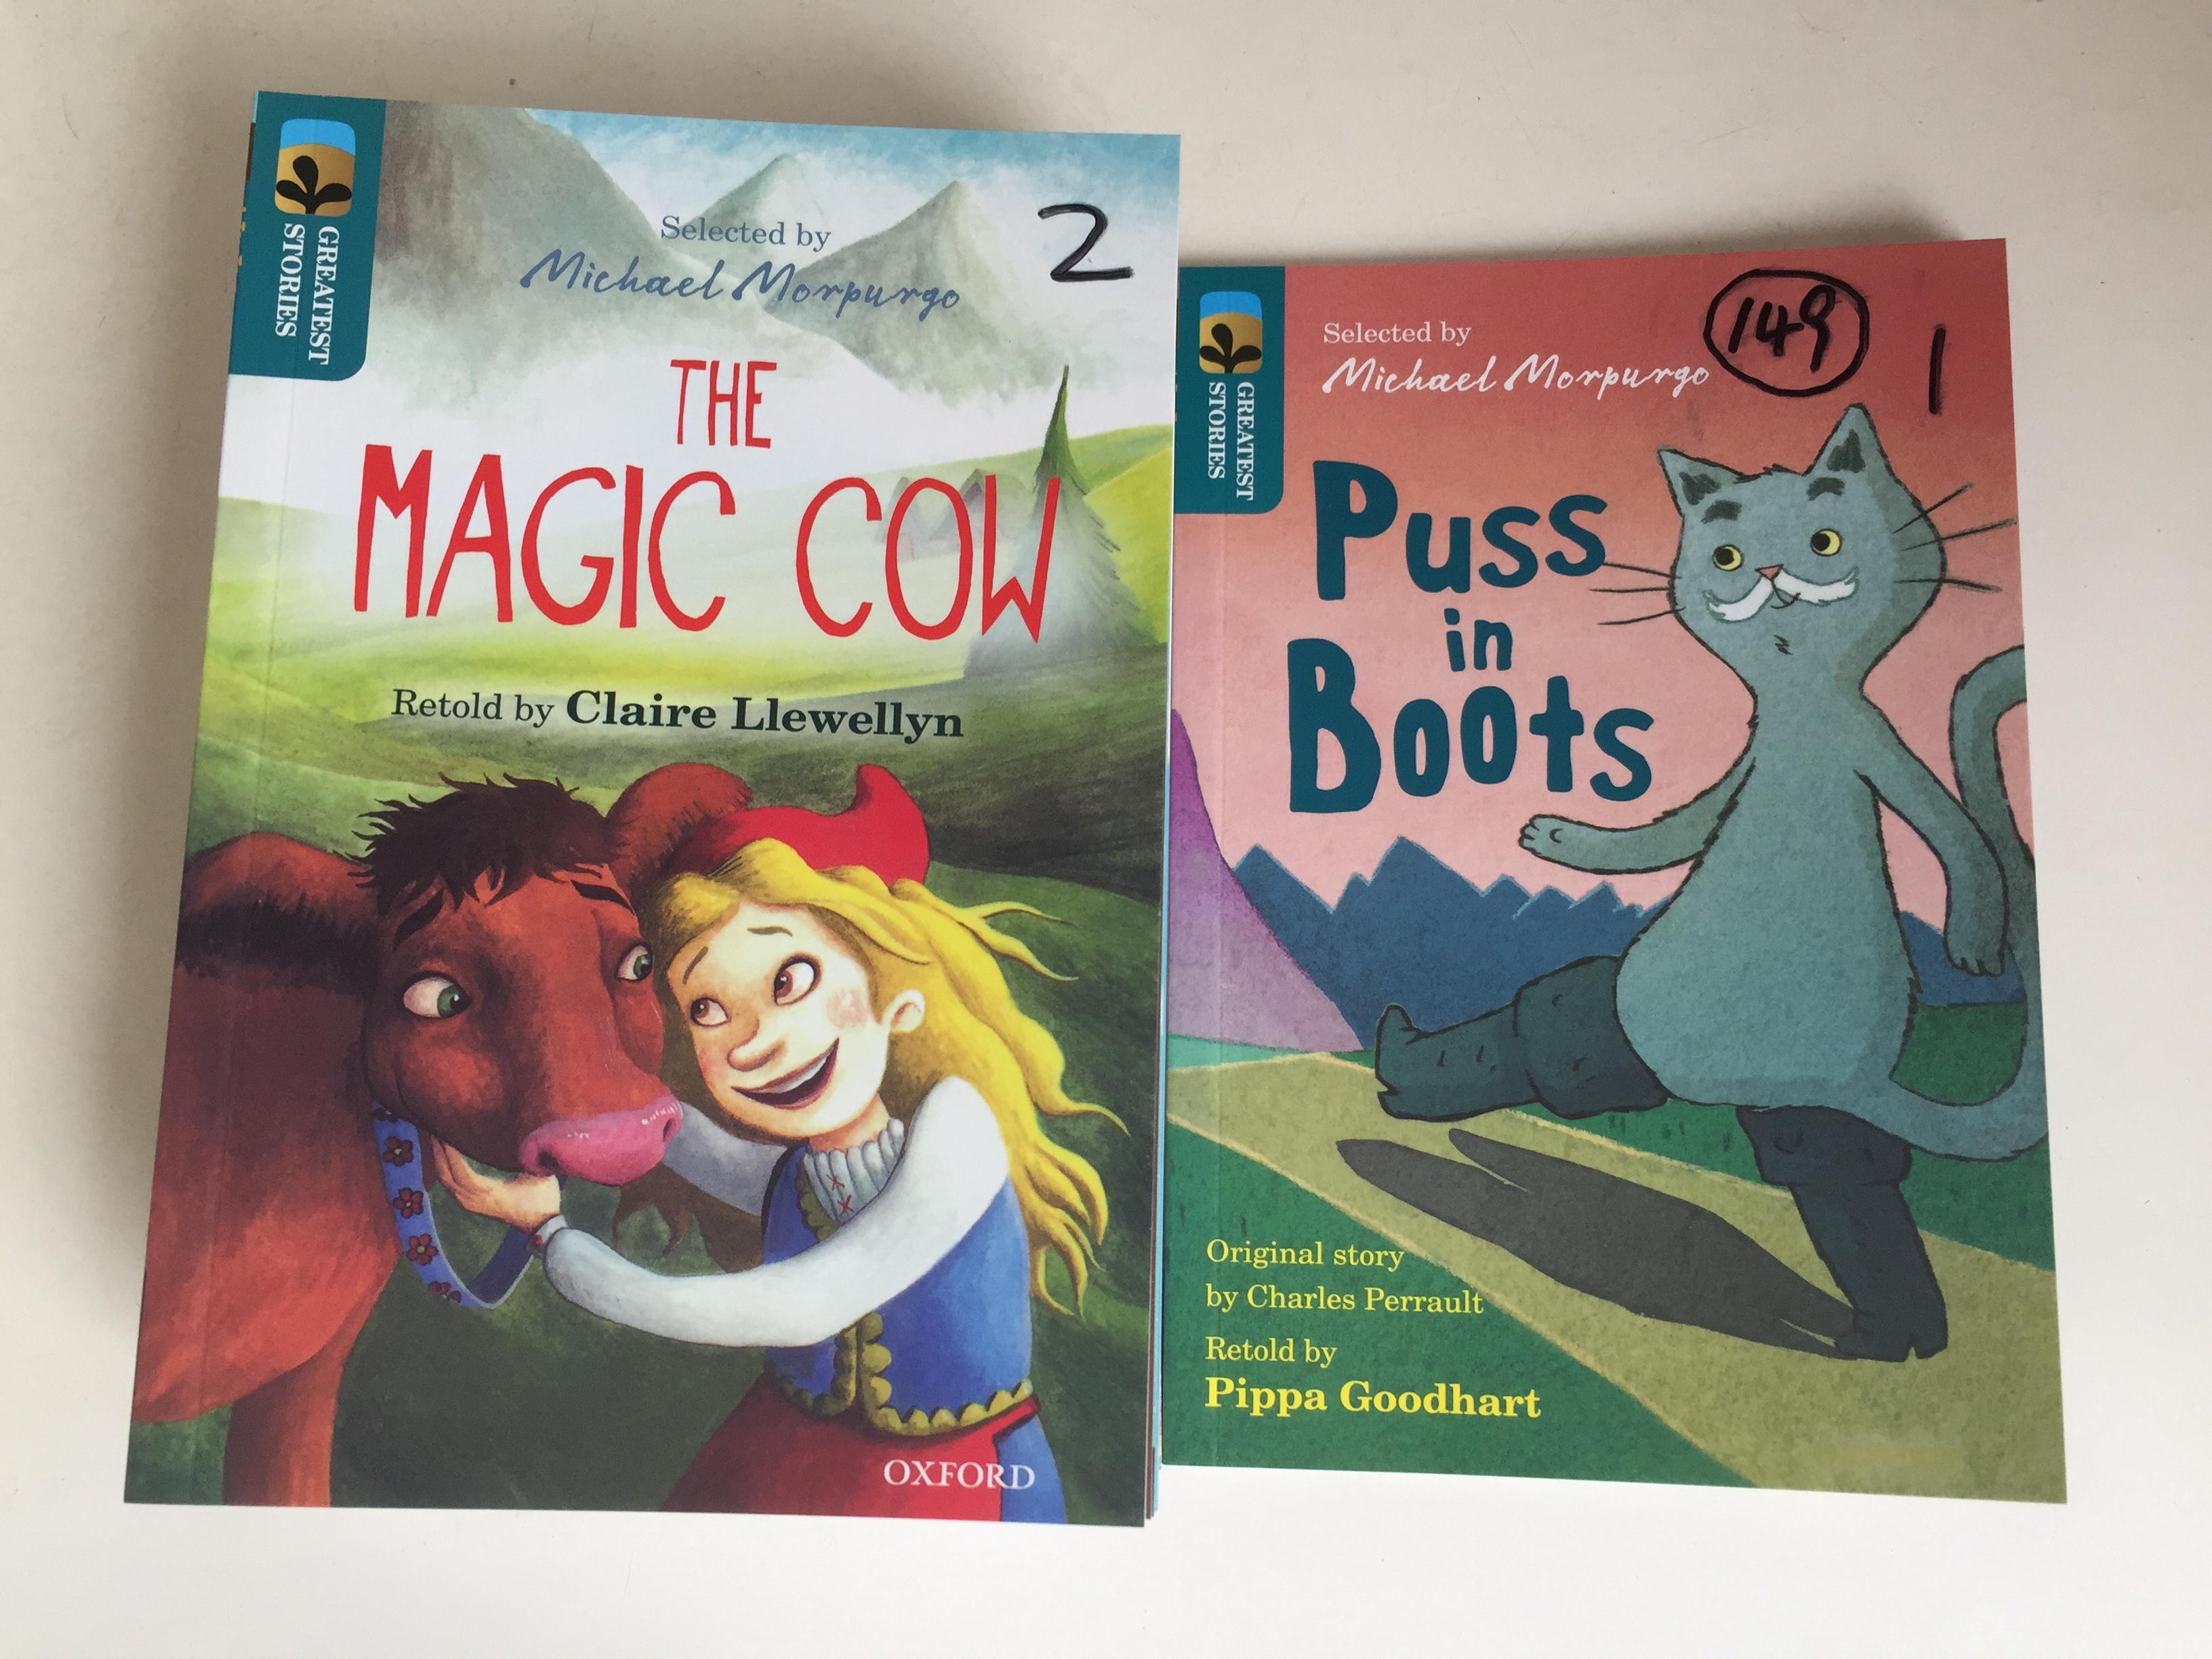 GREATEST
STORIES
Selected by
Michael Morpurgo
2
THE
MAGIC COW
Retold by Claire Llewellyn
OXFORD
GREATEST
STORIES
Selected by
Michael Morpurgo
149
1
Puss
in
Boots
Original story
by Charles Perrault
Retold by
Pippa Goodhart